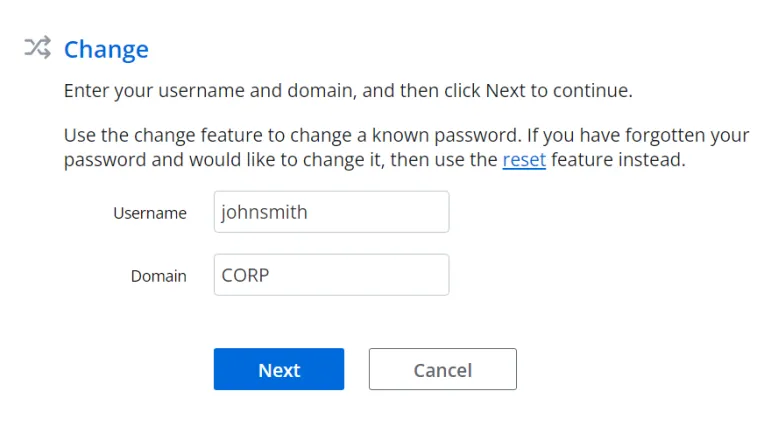 Change
Enter your username and domain, and then click Next to continue.
Use the change feature to change a known password. If you have forgotten your
password and would like to change it, then use the reset feature instead.
Username johnsmith
Domain CORP
Next Cancel